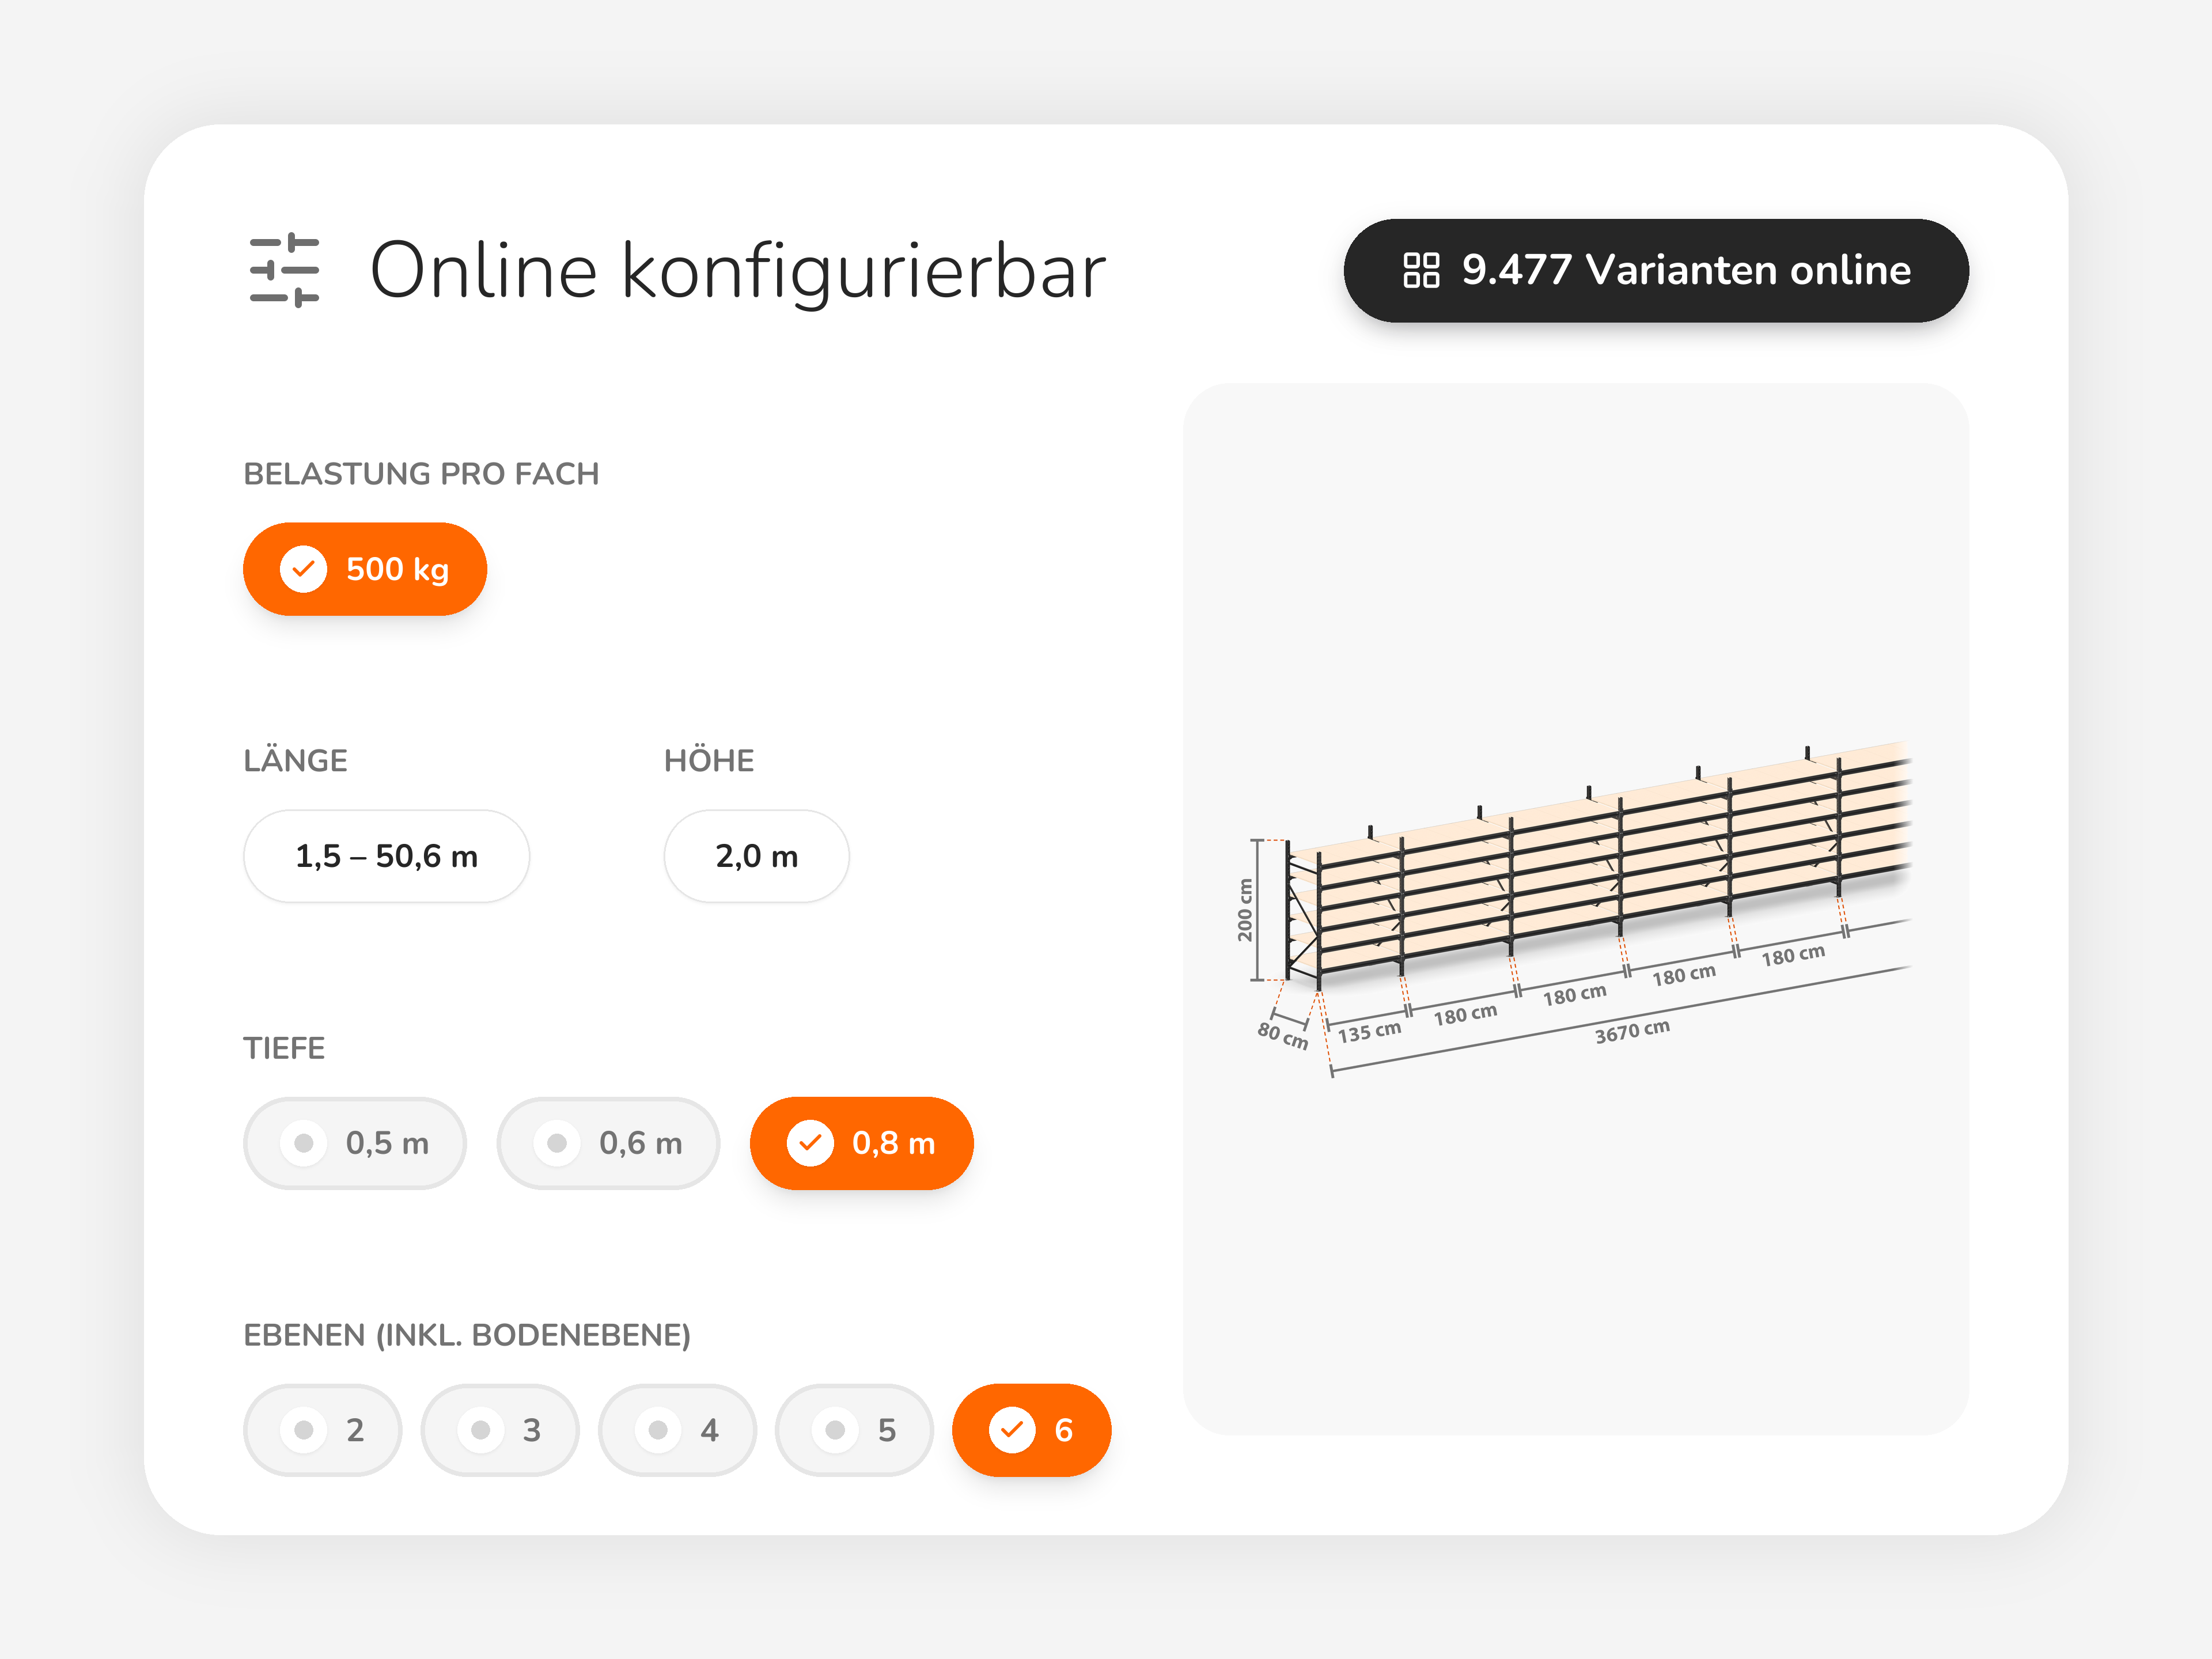 Online konfigurierbar
9.477 Varianten online
BELASTUNG PRO FACH
500 kg
LÄNGE
HÖHE
1,5 – 50,6 m
2,0 m
TIEFE
0,5 m
0,6 m
0,8 m
EBENEN (INKL. BODENEBENE)
2
3
4
5
6
200 cm
80 cm
135 cm
180 cm
180 cm
180 cm
180 cm
3670 cm